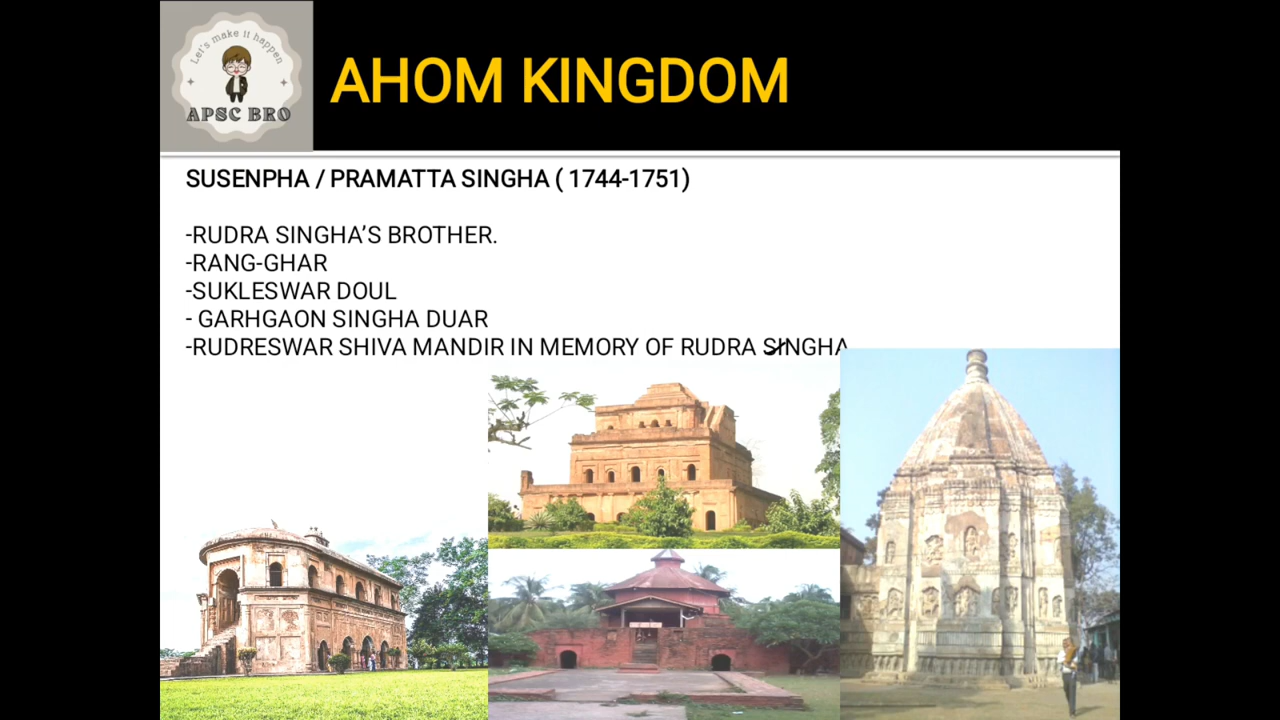 Let's make it happen
APSC BRO
AHOM KINGDOM
SUSENPHA / PRAMATTA SINGHA ( 1744-1751)
-RUDRA SINGHA’S BROTHER.
-RANG-GHAR
-SUKLESWAR DOUL
- GARHGAON SINGHA DUAR
-RUDRESWAR SHIVA MANDIR IN MEMORY OF RUDRA SINGHA